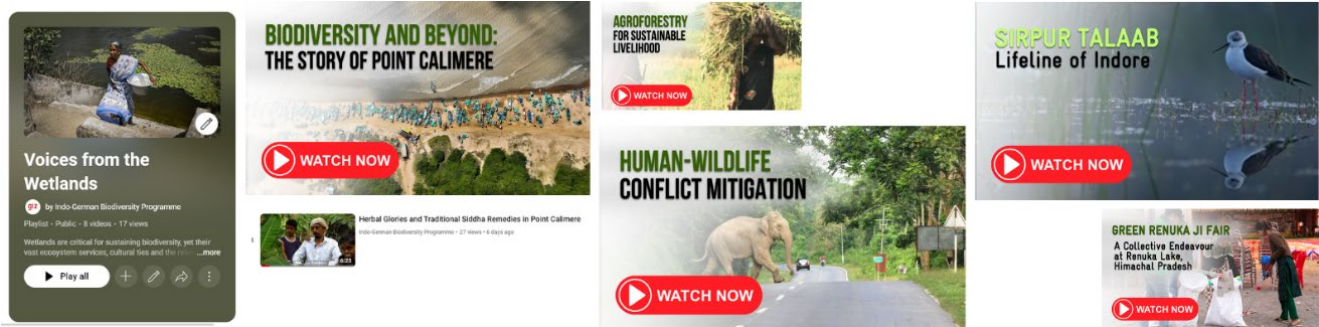 Voices from the
Wetlands
giz by Indo-German Biodiversity Programme
Playlist • Public • 8 videos • 17 views
Wetlands are critical for sustaining biodiversity, yet their
vast ecosystem services, cultural ties and the ...more
Play all
BIODIVERSITY AND BEYOND:
THE STORY OF POINT CALIMERE
WATCH NOW
6:23
Herbal Glories and Traditional Siddha Remedies in Point Calimere
Indo-German Biodiversity Programme • 27 views • 6 days ago
AGROFORESTRY
FOR SUSTAINABLE
LIVELIHOOD
WATCH NOW
HUMAN-WILDLIFE
CONFLICT MITIGATION
WATCH NOW
SIRPUR TALAAB
Lifeline of Indore
WATCH NOW
GREEN RENUKA JI FAIR
A Collective Endeavour
at Renuka Lake,
Himachal Pradesh
WATCH NOW